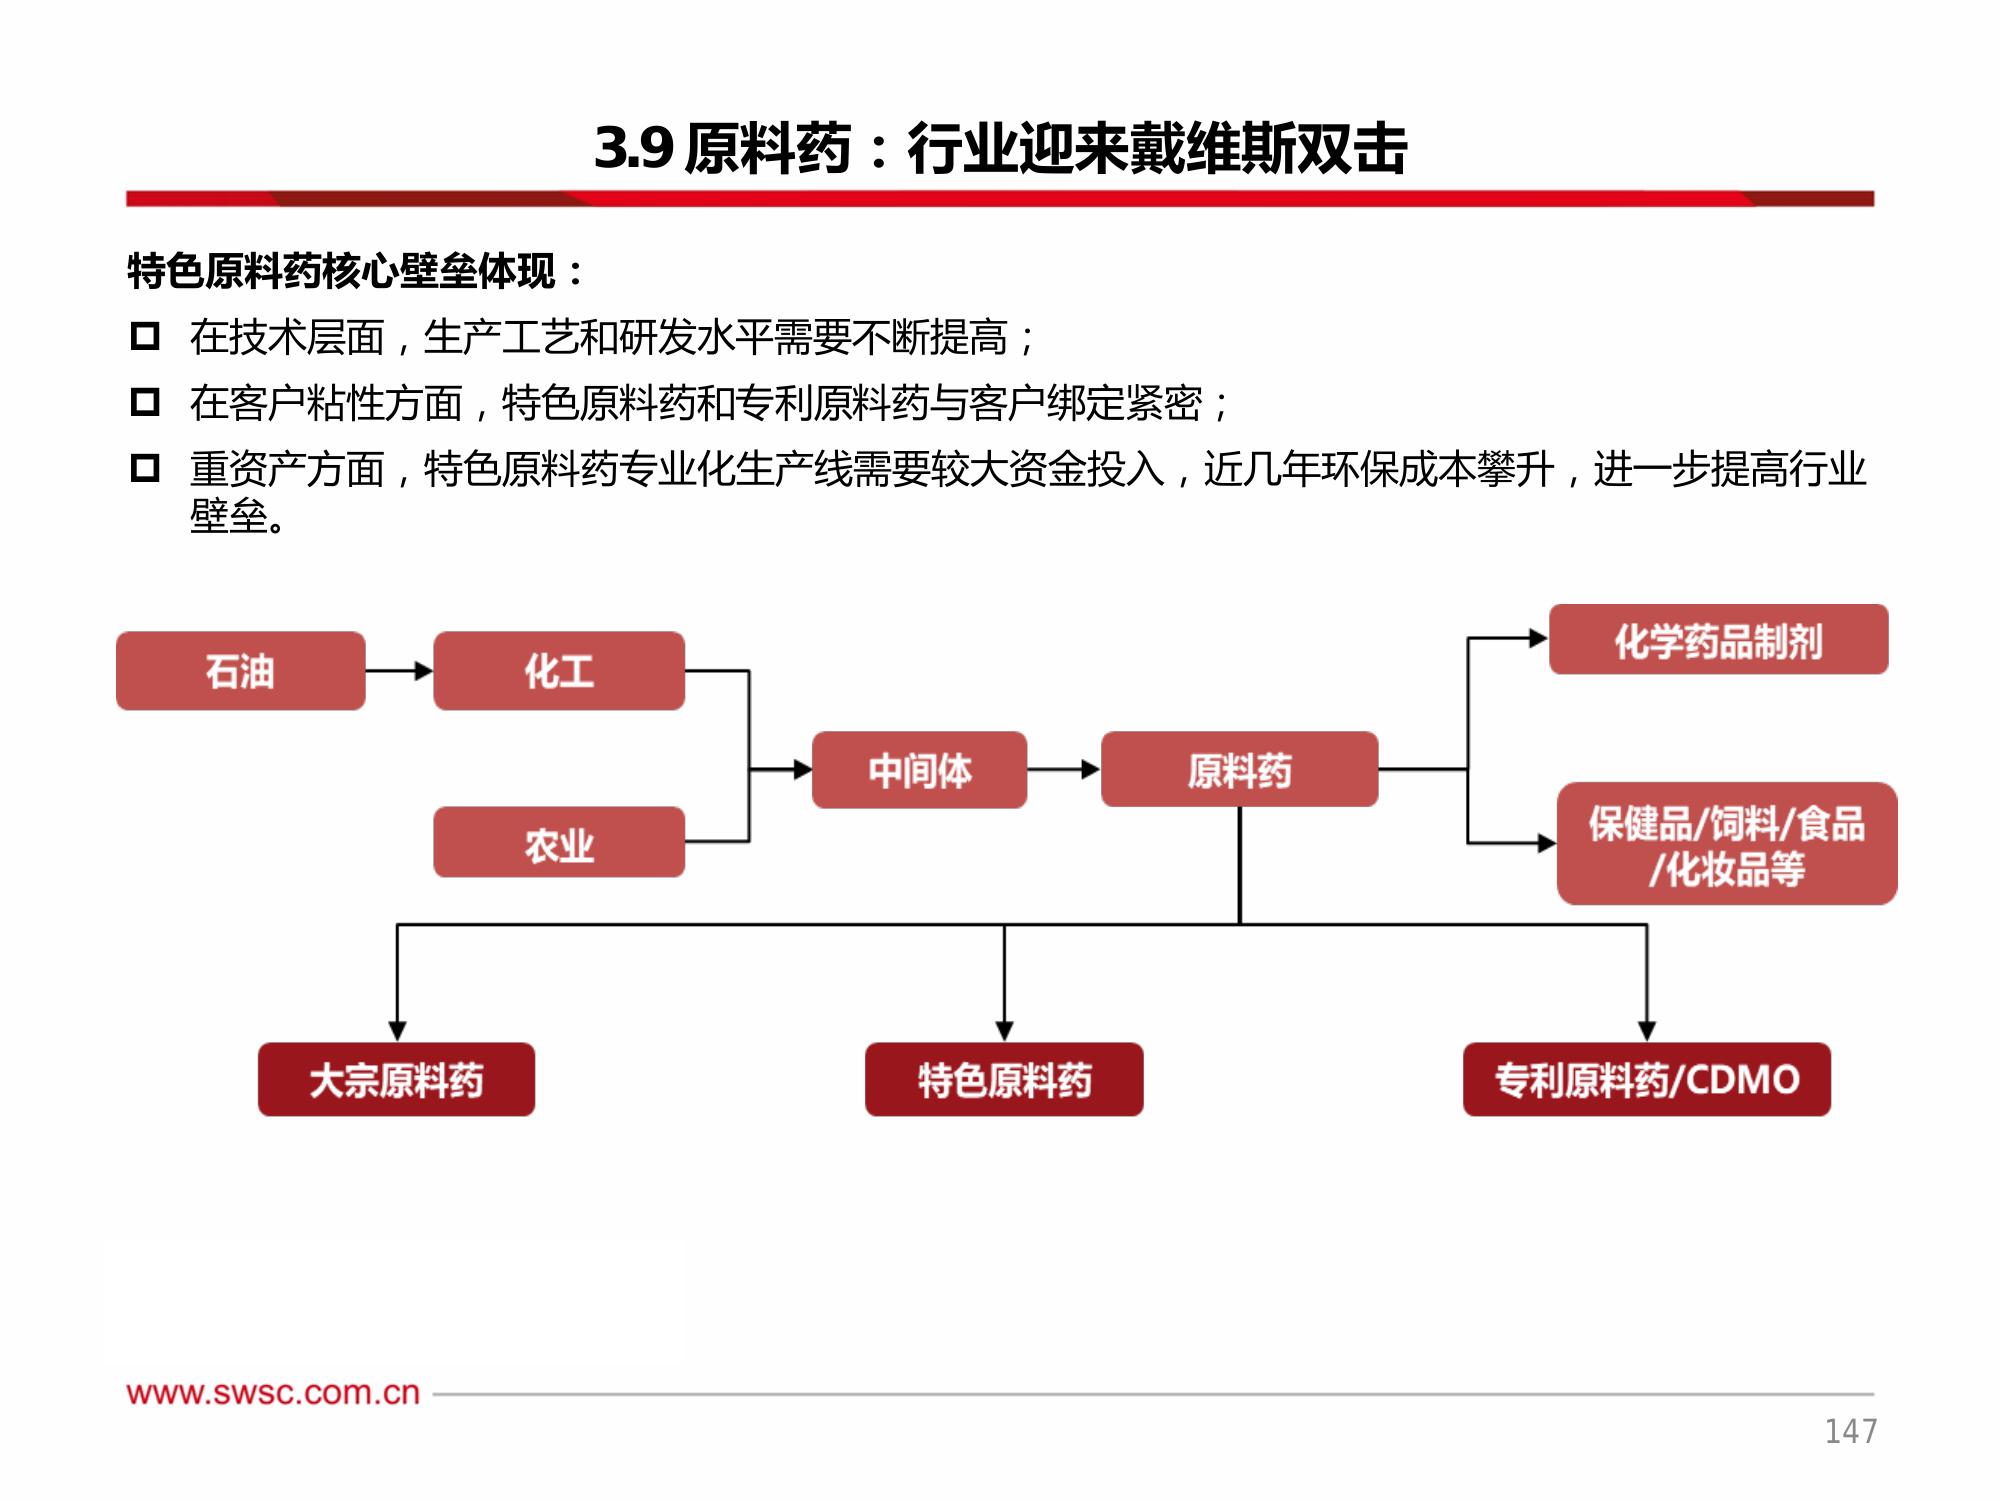 3.9 原料药：行业迎来戴维斯双击
特色原料药核心壁垒体现：
在技术层面，生产工艺和研发水平需要不断提高；
在客户粘性方面，特色原料药和专利原料药与客户绑定紧密；
重资产方面，特色原料药专业化生产线需要较大资金投入，近几年环保成本攀升，进一步提高行业
壁垒。
石油
化工
农业
中间体
原料药
化学药品制剂
保健品/饲料/食品
/化妆品等
大宗原料药
特色原料药
专利原料药/CDMO
www.swsc.com.cn
147